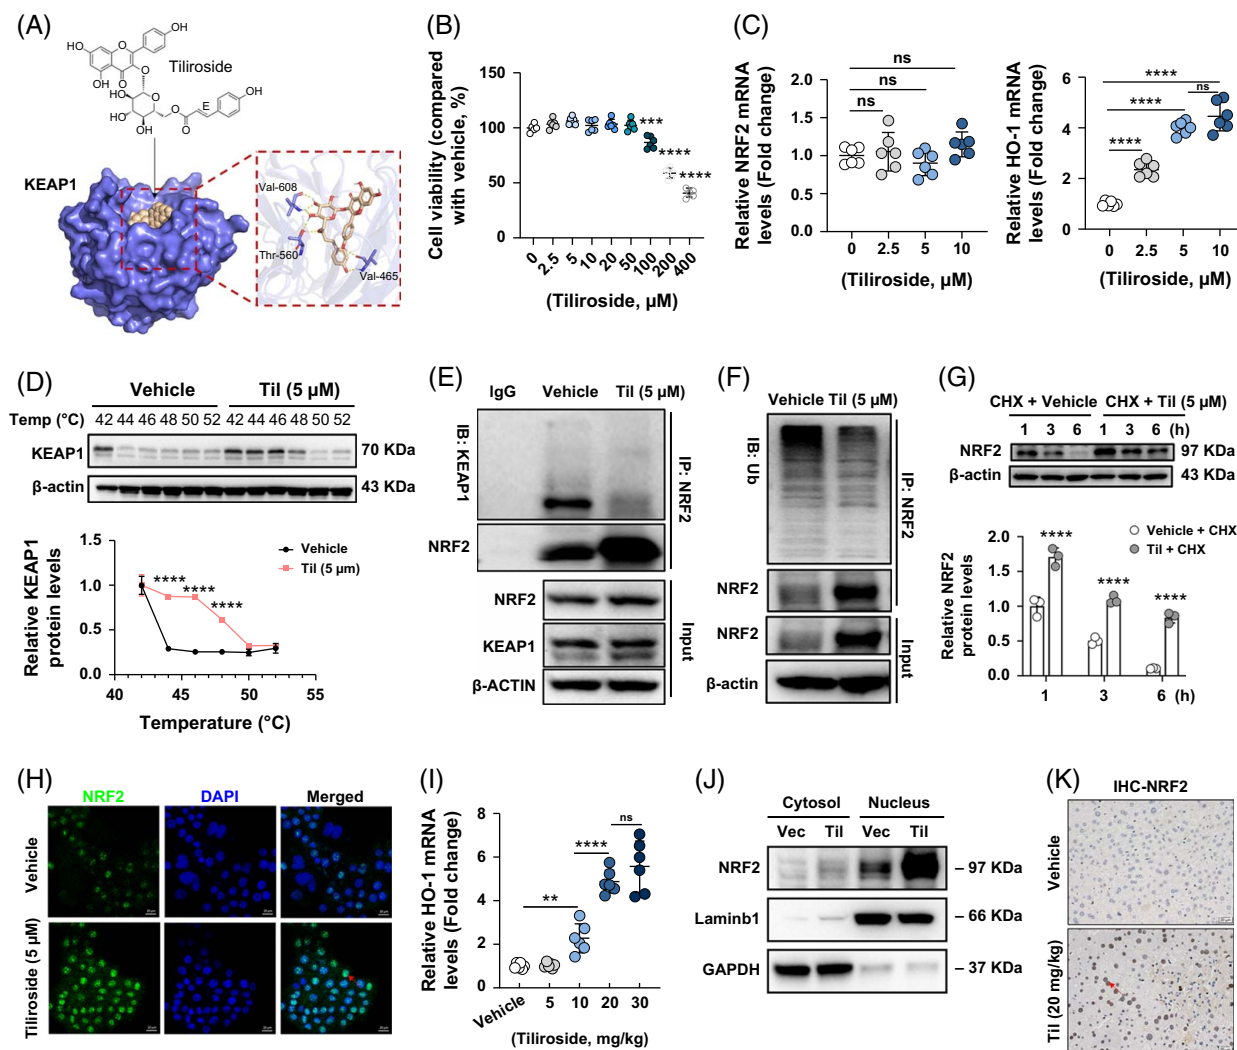 (A)
OH
HO
O
Tiliroside
OH
O
O
HO
O
E
OH
HO
O
OH
O
KEAP1
Val-608
Thr-560
Val-465
(B)
Cell viability (compared
with vehicle, %)
150
100
50
0
***
****
****
0 2.5 5 10 20 50 100 200 400
(Tiliroside, μM)
(C)
Relative NRF2 mRNA
levels (Fold change)
2.0
1.5
1.0
0.5
0.0
ns
ns
ns
0 2.5 5 10
(Tiliroside, μM)
Relative HO-1 mRNA
levels (Fold change)
6
4
2
0
****
ns
****
****
0 2.5 5 10
(Tiliroside, μM)
(D)
Vehicle Til (5 μM)
Temp (°C) 42 44 46 48 50 52 42 44 46 48 50 52
KEAP1 70 KDa
β-actin 43 KDa
Relative KEAP1
protein levels
1.5
1.0
0.5
0.0
Vehicle
Til (5 μm)
****
****
****
40 45 50 55
Temperature (°C)
(E)
IgG Vehicle Til (5 μM)
IB: KEAP1
IP: NRF2
NRF2
NRF2
KEAP1
Input
β-ACTIN
(F)
Vehicle Til (5 μM)
IB: Ub
IP: NRF2
NRF2
NRF2
Input
β-actin
(G)
CHX + Vehicle CHX + Til (5 μM)
1 3 6 1 3 6 (h)
NRF2 97 KDa
β-actin 43 KDa
Relative NRF2
protein levels
2.0
1.5
1.0
0.5
0.0
Vehicle + CHX
Til + CHX
****
****
****
1 3 6 (h)
(H)
NRF2 DAPI Merged
Vehicle
Tiliroside (5 μM)
(I)
Relative HO-1 mRNA
levels (Fold change)
8
6
4
2
0
**
****
ns
Vehicle 5 10 20 30
(Tiliroside, mg/kg)
(J)
Cytosol Nucleus
Vec Til Vec Til
NRF2 – 97 KDa
Laminb1 – 66 KDa
GAPDH – 37 KDa
(K)
IHC-NRF2
Vehicle
Til (20 mg/kg)